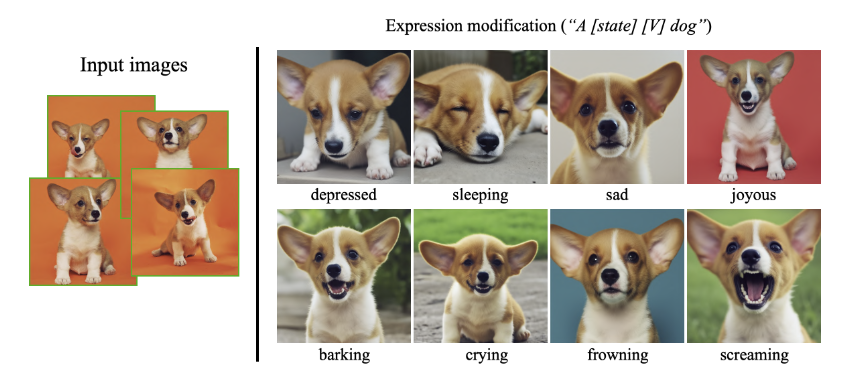 Expression modification (“A [state] [V] dog”)
Input images
depressed
sleeping
sad
joyous
barking
crying
frowning
screaming